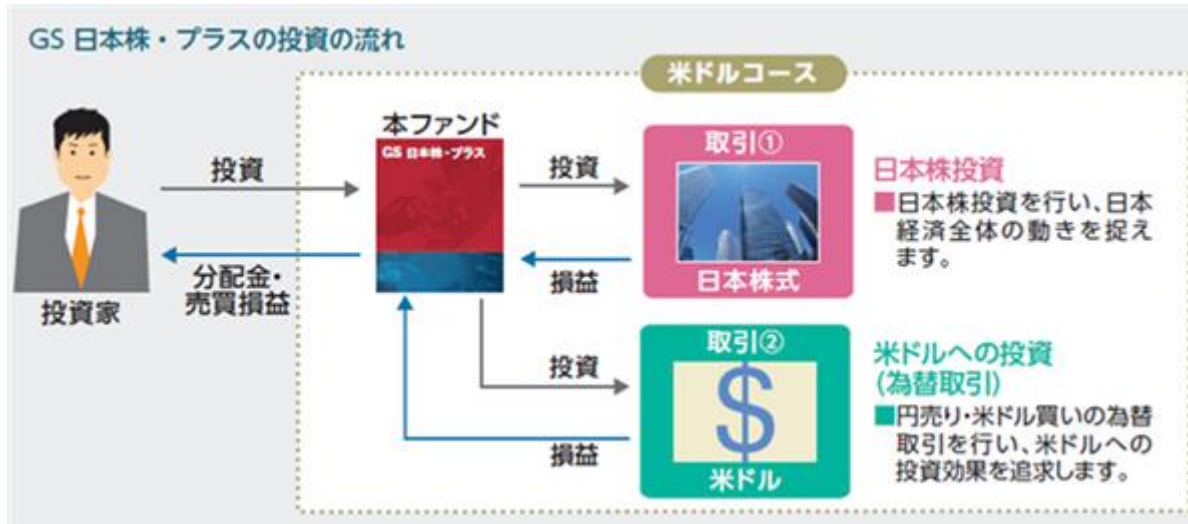 GS 日本株・プラスの投資の流れ
米ドルコース
本ファンド
GS 日本株・プラス
投資
分配金・
売買損益
投資家
投資
損益
取引①
日本株式
日本株投資
■日本株投資を行い、日本
経済全体の動きを捉え
ます。
投資
損益
取引②
$
米ドル
米ドルへの投資
(為替取引)
■円売り・米ドル買いの為替
取引を行い、米ドルへの
投資効果を追求します。